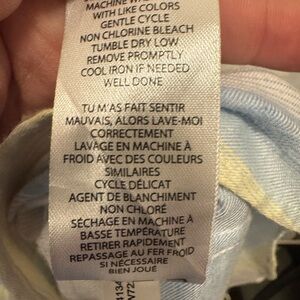 MACHINE
WITH LIKE COLORS
GENTLE CYCLE
NON CHLORINE BLEACH
TUMBLE DRY LOW
REMOVE PROMPTLY
COOL IRON IF NEEDED
WELL DONE
TU M'AS FAIT SENTIR
MAUVAIS, ALORS LAVE-MOI
CORRECTEMENT
LAVAGE EN MACHINE À
FROID AVEC DES COULEURS
SIMILAIRES
CYCLE DÉLICAT
AGENT DE BLANCHIMENT
NON CHLORÉ
SÉCHAGE EN MACHINE À
BASSE TEMPÉRATURE
RETIRER RAPIDEMENT
REPASSAGE AU FER FROID
SI NÉCESSAIRE
BIEN JOUÉ